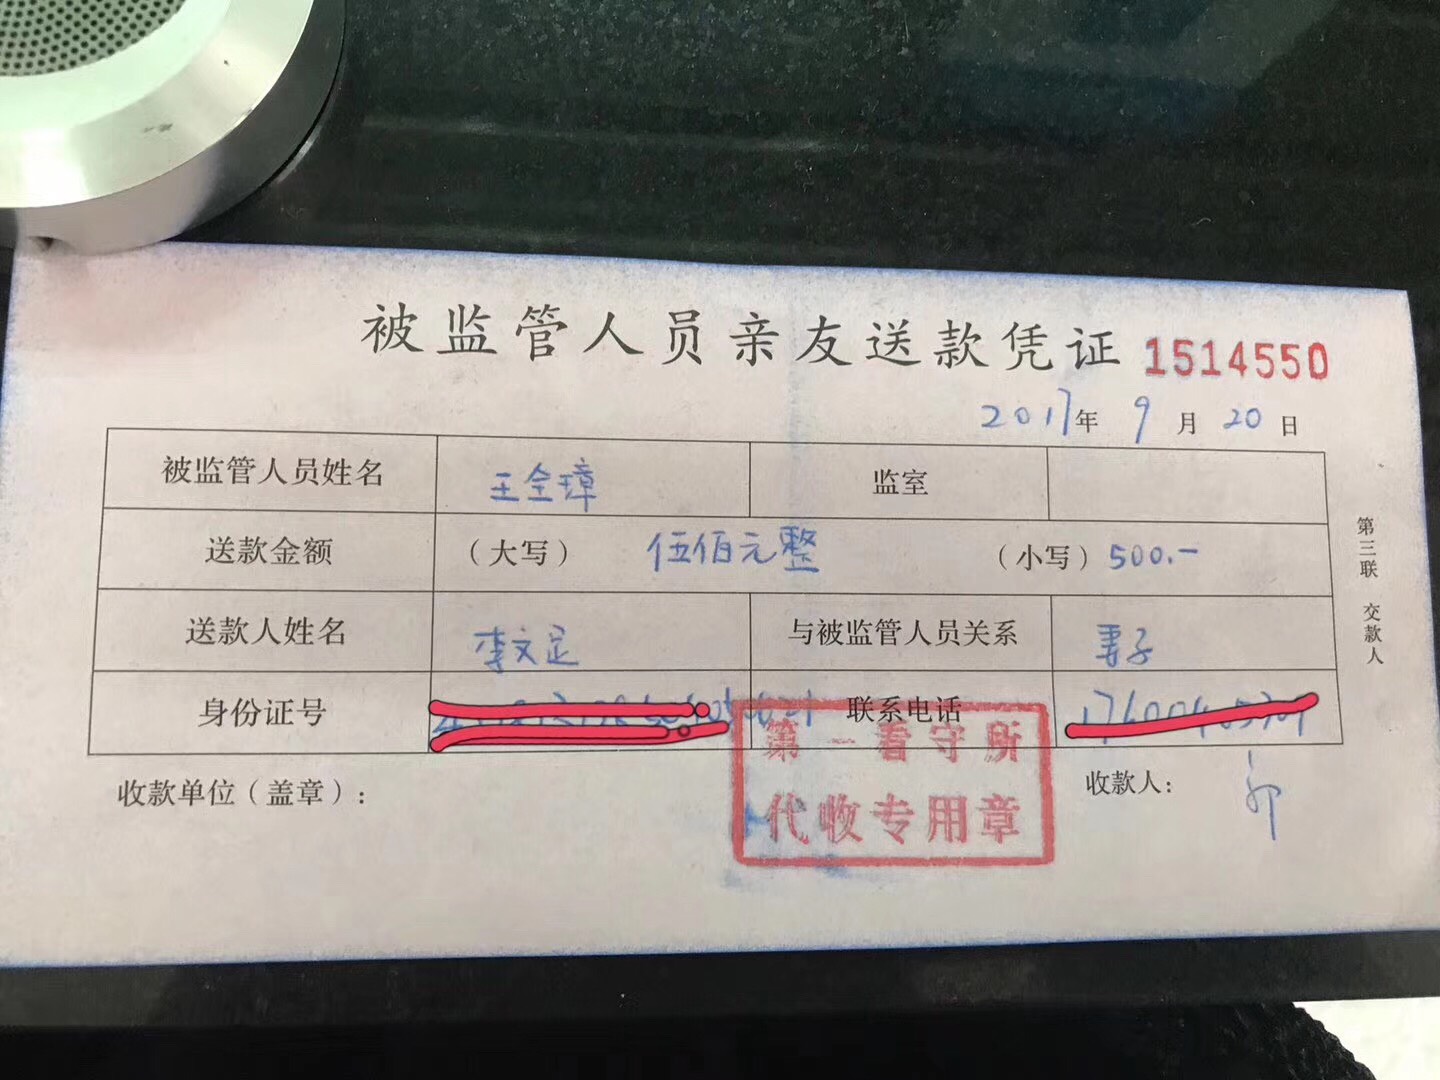 被监管人员亲友送款凭证 1514550
2017年 9 月 20 日
被监管人员姓名 王全璋 监室
送款金额 （大写） 伍佰元整 （小写）500.-
送款人姓名 李文足 与被监管人员关系 妻子
身份证号 联系电话
第一看守所
代收专用章
收款单位（盖章）： 收款人：
第三联 交款人